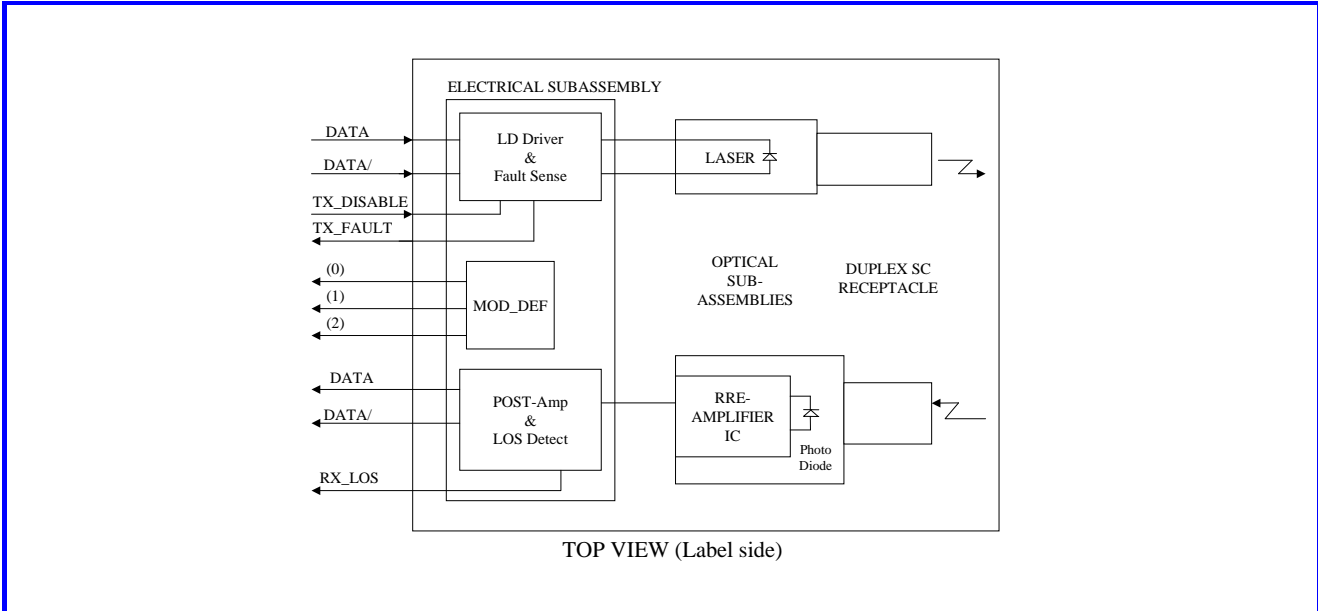 ELECTRICAL SUBASSEMBLY
DATA
DATA/
TX_DISABLE
TX_FAULT
LD Driver
&
Fault Sense
LASER
(0)
(1)
(2)
MOD_DEF
OPTICAL
SUB-
ASSEMBLIES
DUPLEX SC
RECEPTACLE
DATA
DATA/
RX_LOS
POST-Amp
&
LOS Detect
RRE-
AMPLIFIER
IC
Photo
Diode
TOP VIEW (Label side)